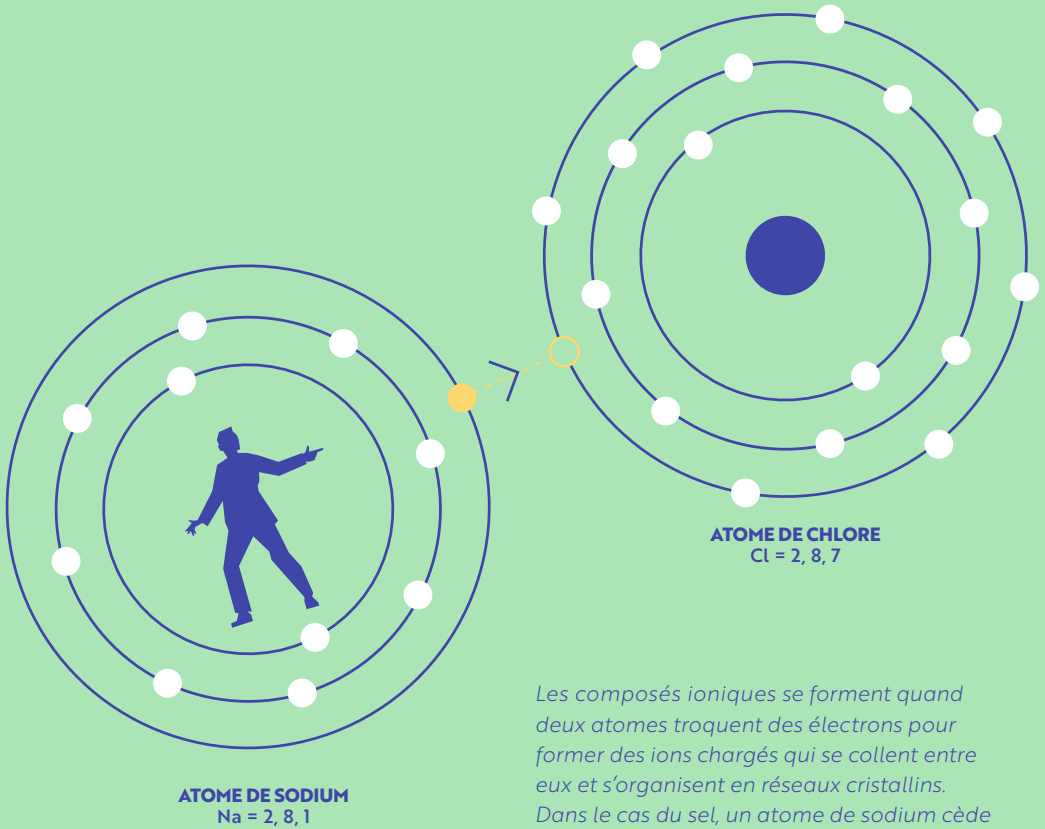 ATOME DE CHLORE
Cl = 2, 8, 7
Les composés ioniques se forment quand
deux atomes troquent des électrons pour
former des ions chargés qui se collent entre
eux et s’organisent en réseaux cristallins.
Dans le cas du sel, un atome de sodium cède
ATOME DE SODIUM
Na = 2, 8, 1